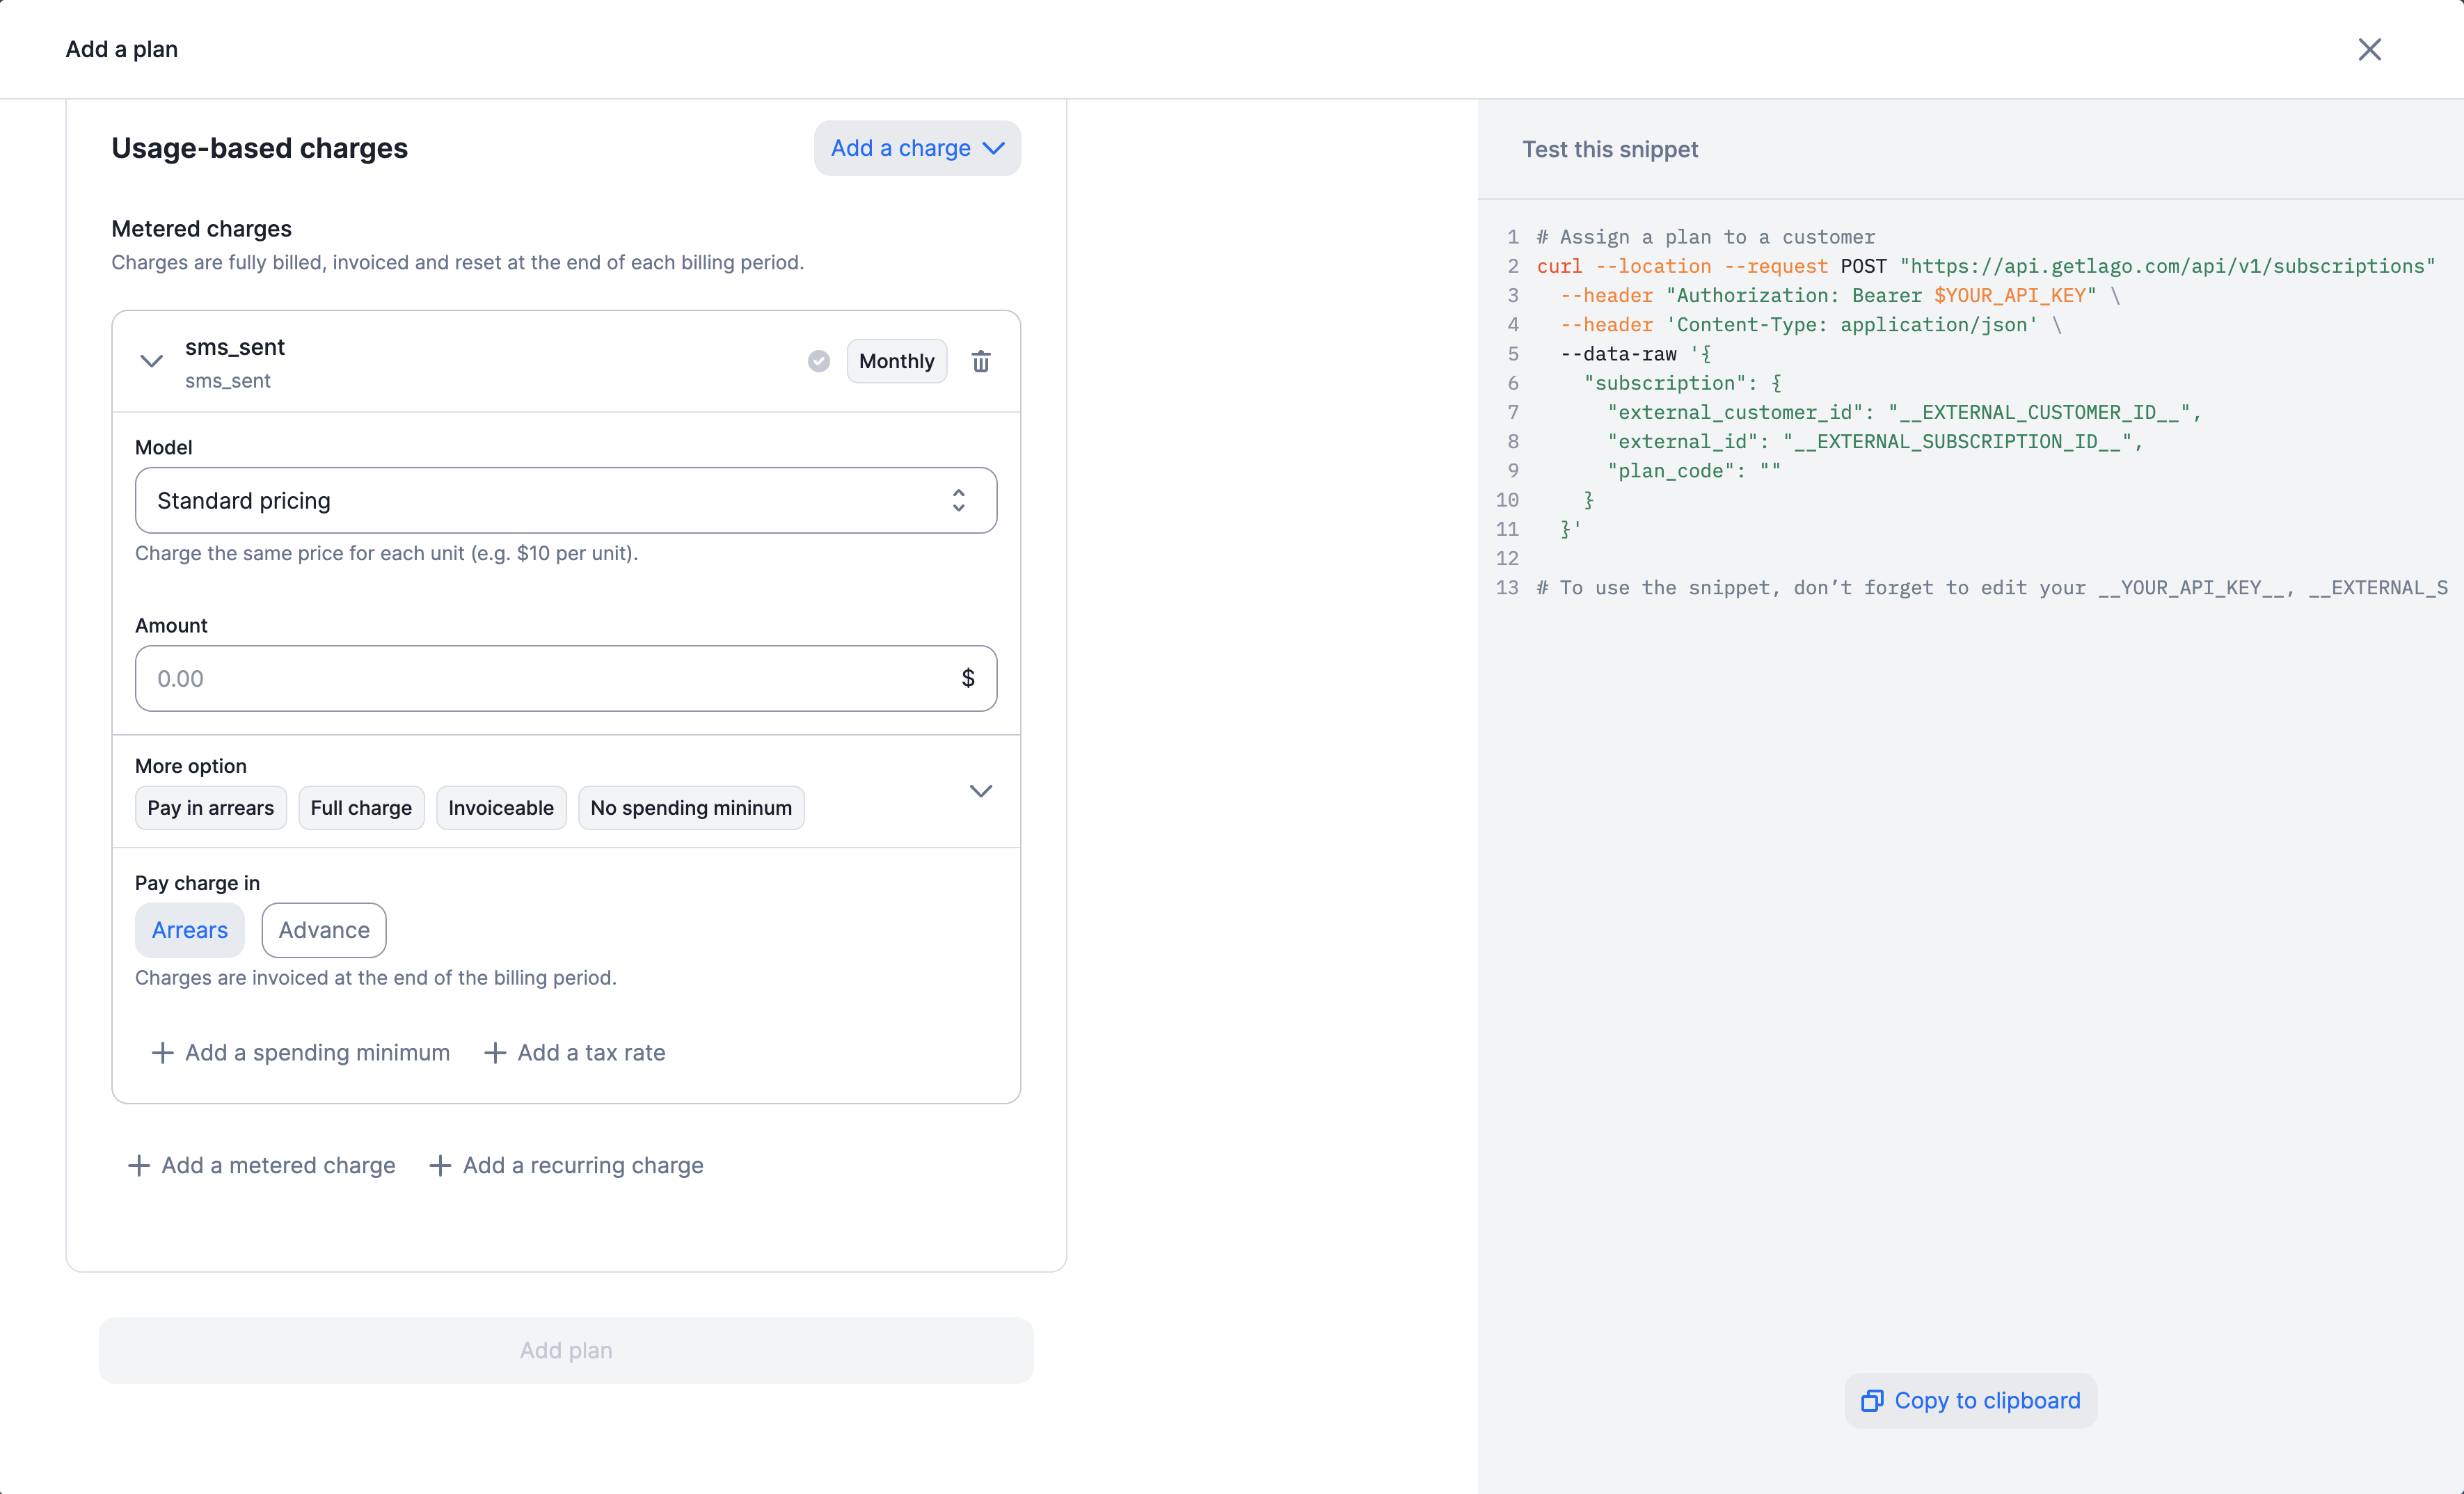 Add a plan
Usage-based charges
Add a charge
Metered charges
Charges are fully billed, invoiced and reset at the end of each billing period.
sms_sent
sms_sent
Monthly
Model
Standard pricing
Charge the same price for each unit (e.g. $10 per unit).
Amount
0.00
$
More option
Pay in arrears
Full charge
Invoiceable
No spending mininum
Pay charge in
Arrears
Advance
Charges are invoiced at the end of the billing period.
Add a spending minimum
Add a tax rate
Add a metered charge
Add a recurring charge
Add plan
Test this snippet
1 # Assign a plan to a customer
2 curl --location --request POST "https://api.getlago.com/api/v1/subscriptions"
3 --header "Authorization: Bearer $YOUR_API_KEY" \
4 --header 'Content-Type: application/json' \
5 --data-raw '{
6 "subscription": {
7 "external_customer_id": "__EXTERNAL_CUSTOMER_ID__",
8 "external_id": "__EXTERNAL_SUBSCRIPTION_ID__",
9 "plan_code": ""
10 }
11 }'
12
13 # To use the snippet, don’t forget to edit your __YOUR_API_KEY__, __EXTERNAL_S
Copy to clipboard